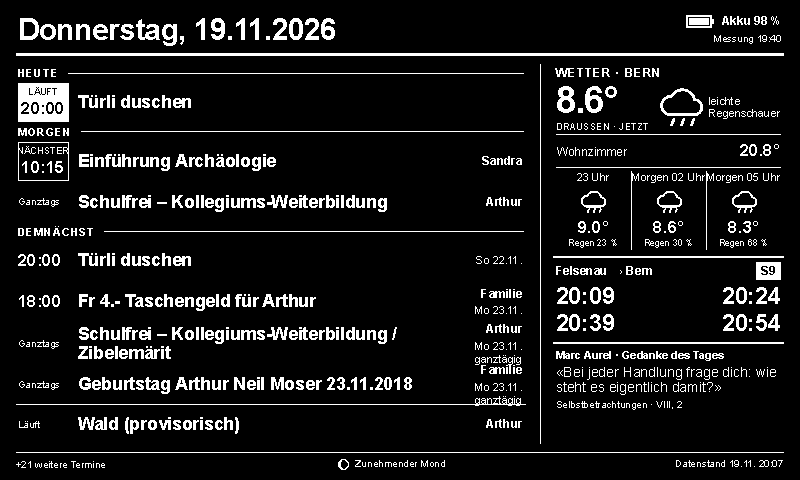 Donnerstag, 19.11.2026
Akku 98 %
Messung 19:40
HEUTE
LÄUFT
20:00
Türli duschen
MORGEN
NÄCHSTER
10:15
Einführung Archäologie
Sandra
Ganztags
Schulfrei – Kollegiums-Weiterbildung
Arthur
DEMNÄCHST
20:00
Türli duschen
So 22.11.
18:00
Fr 4.- Taschengeld für Arthur
Familie
Mo 23.11.
Ganztags
Schulfrei – Kollegiums-Weiterbildung /
Zibelemärit
Arthur
Mo 23.11.
ganztägig
Ganztags
Geburtstag Arthur Neil Moser 23.11.2018
Familie
Mo 23.11.
ganztägig
Läuft
Wald (provisorisch)
Arthur
WETTER · BERN
8.6°
DRAUSSEN · JETZT
leichte
Regenschauer
Wohnzimmer
20.8°
23 Uhr
Morgen 02 Uhr
Morgen 05 Uhr
9.0°
8.6°
8.3°
Regen 23 %
Regen 30 %
Regen 68 %
Felsenau › Bern
S9
20:09
20:24
20:39
20:54
Marc Aurel · Gedanke des Tages
«Bei jeder Handlung frage dich: wie
steht es eigentlich damit?»
Selbstbetrachtungen · VIII, 2
+21 weitere Termine
Zunehmender Mond
Datenstand 19.11. 20:07